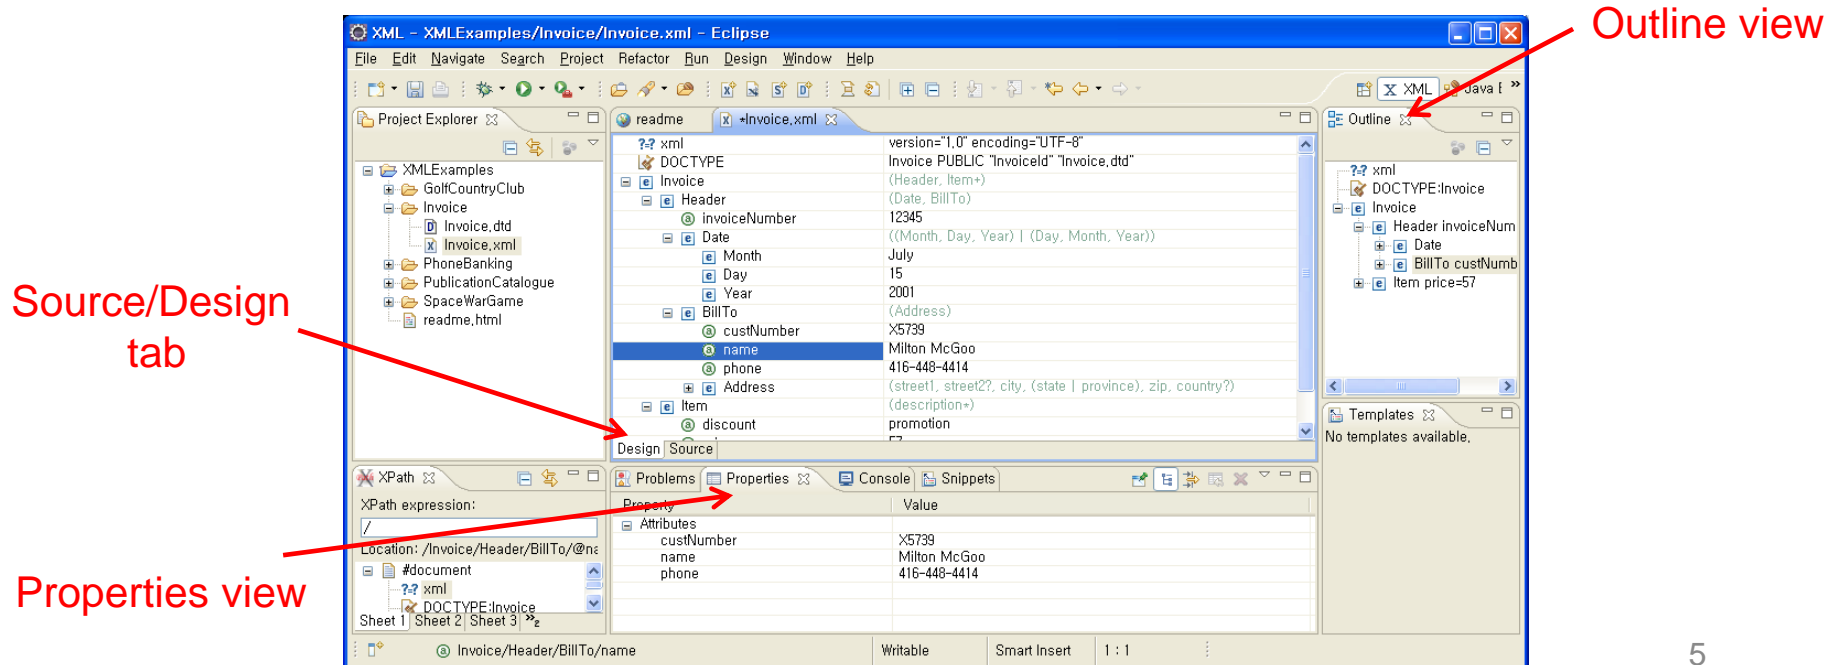 Outline view
XML - XMLExamples/Invoice/Invoice.xml - Eclipse
File Edit Navigate Search Project Refactor Run Design Window Help
XML Java E »
Project Explorer
XMLExamples
GolfCountryClub
Invoice
Invoice.dtd
Invoice.xml
PhoneBanking
PublicationCatalogue
SpaceWarGame
readme.html
readme *Invoice.xml
?=? xml version="1.0" encoding="UTF-8"
DOCTYPE Invoice PUBLIC "InvoiceId" "Invoice.dtd"
Invoice (Header, Item+)
Header (Date, BillTo)
invoiceNumber 12345
Date ((Month, Day, Year) | (Day, Month, Year))
Month July
Day 15
Year 2001
BillTo (Address)
custNumber X5739
name Milton McGoo
phone 416-448-4414
Address (street1, street2?, city, (state | province), zip, country?)
Item (description*)
discount promotion
57
Design Source
Outline
?=? xml
DOCTYPE:Invoice
Invoice
Header invoiceNum
Date
BillTo custNumb
Item price=57
Templates
No templates available.
Source/Design
tab
XPath
XPath expression:
/
Location: /Invoice/Header/BillTo/@na
#document
?=? xml
DOCTYPE:Invoice
Sheet 1 Sheet 2 Sheet 3 »2
Problems Properties Console Snippets
Property Value
Attributes
custNumber X5739
name Milton McGoo
phone 416-448-4414
Properties view
Invoice/Header/BillTo/name Writable Smart Insert 1 : 1
5